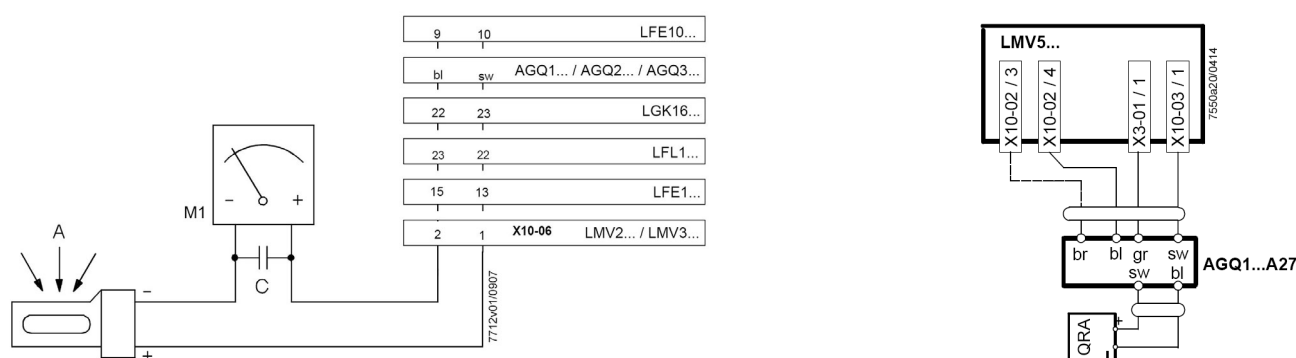 9 10 LFE10...
bl sw AGQ1... / AGQ2... / AGQ3...
22 23 LGK16...
23 22 LFL1...
15 13 LFE1...
2 1 X10-06 LMV2... / LMV3...
M1
- +
A
C
-
+
7712v01/0907
LMV5...
X10-02 / 3
X10-02 / 4
X3-01 / 1
X10-03 / 1
7550a20/0414
br bl gr sw
AGQ1...A27
sw bl
+
QRA